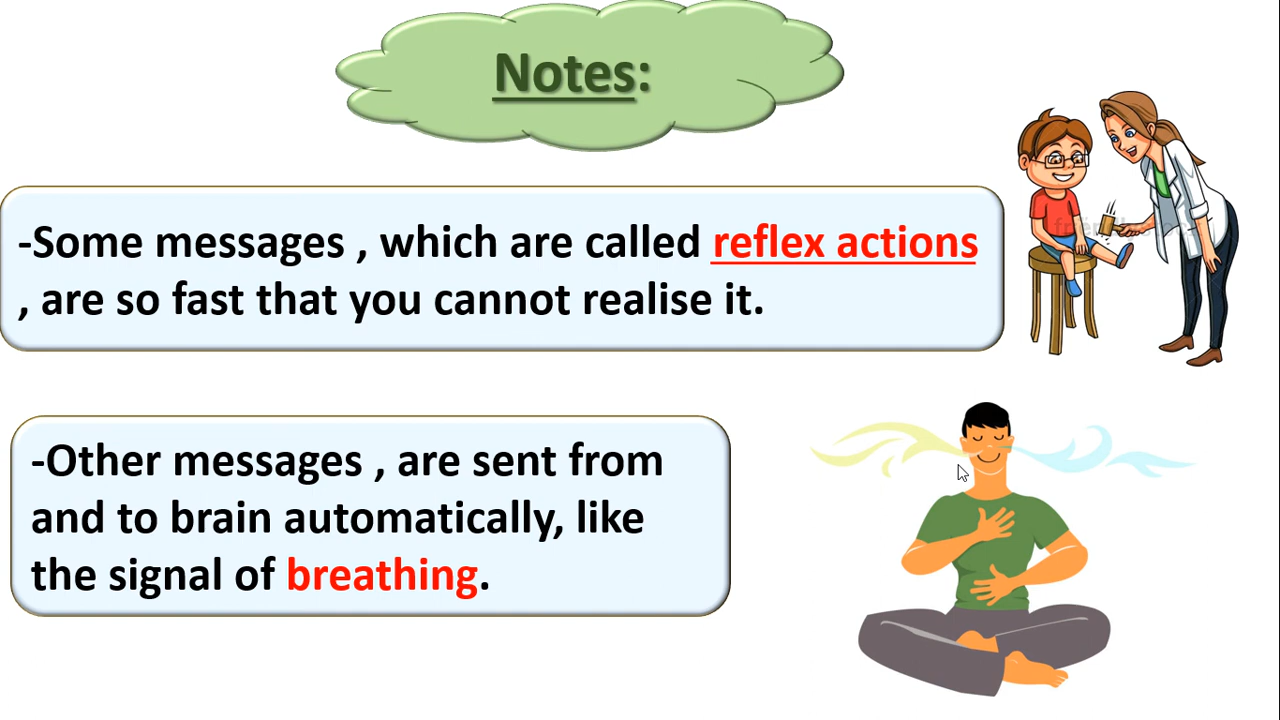 Notes:
-Some messages , which are called reflex actions
, are so fast that you cannot realise it.
-Other messages , are sent from
and to brain automatically, like
the signal of breathing.